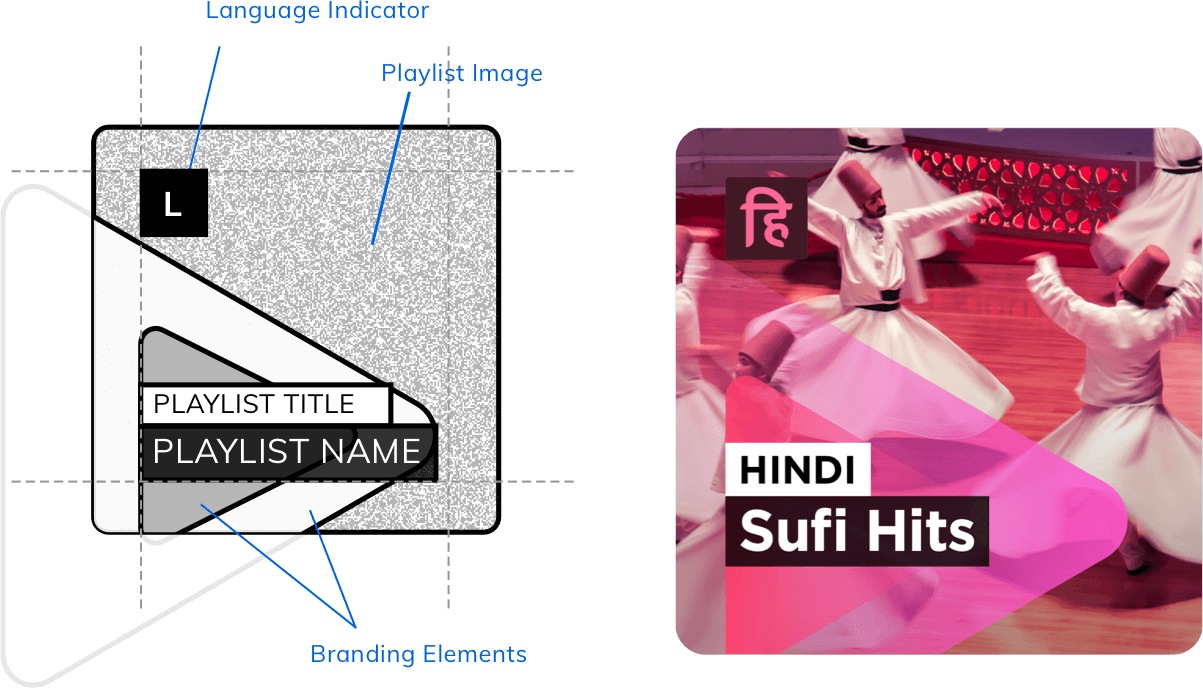 Language Indicator
Playlist Image
L
PLAYLIST TITLE
PLAYLIST NAME
Branding Elements
हि
HINDI
Sufi Hits